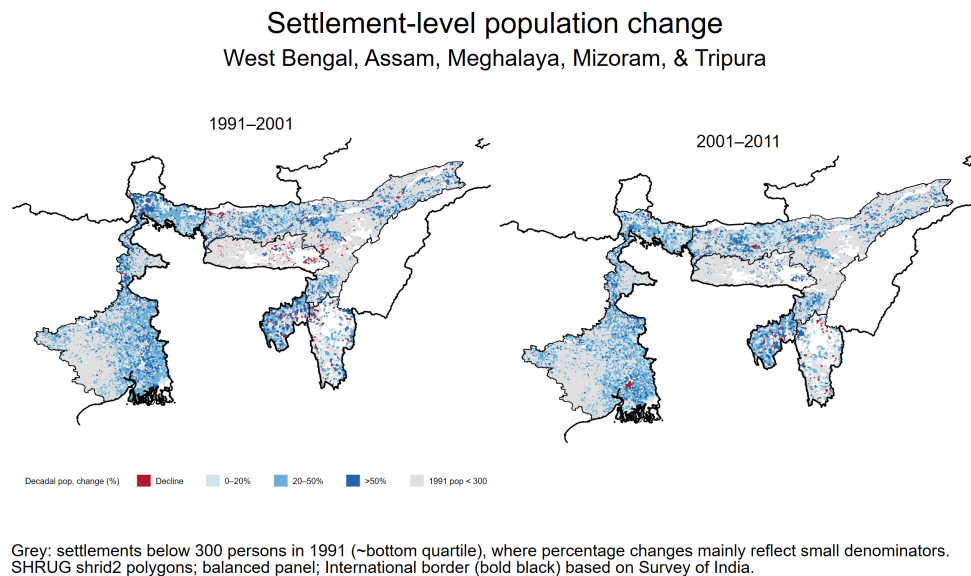 Settlement-level population change
West Bengal, Assam, Meghalaya, Mizoram, & Tripura
1991–2001
2001–2011
Decadal pop. change (%)
Decline
0–20%
20–50%
>50%
1991 pop < 300
Grey: settlements below 300 persons in 1991 (~bottom quartile), where percentage changes mainly reflect small denominators.
SHRUG shrid2 polygons; balanced panel; International border (bold black) based on Survey of India.